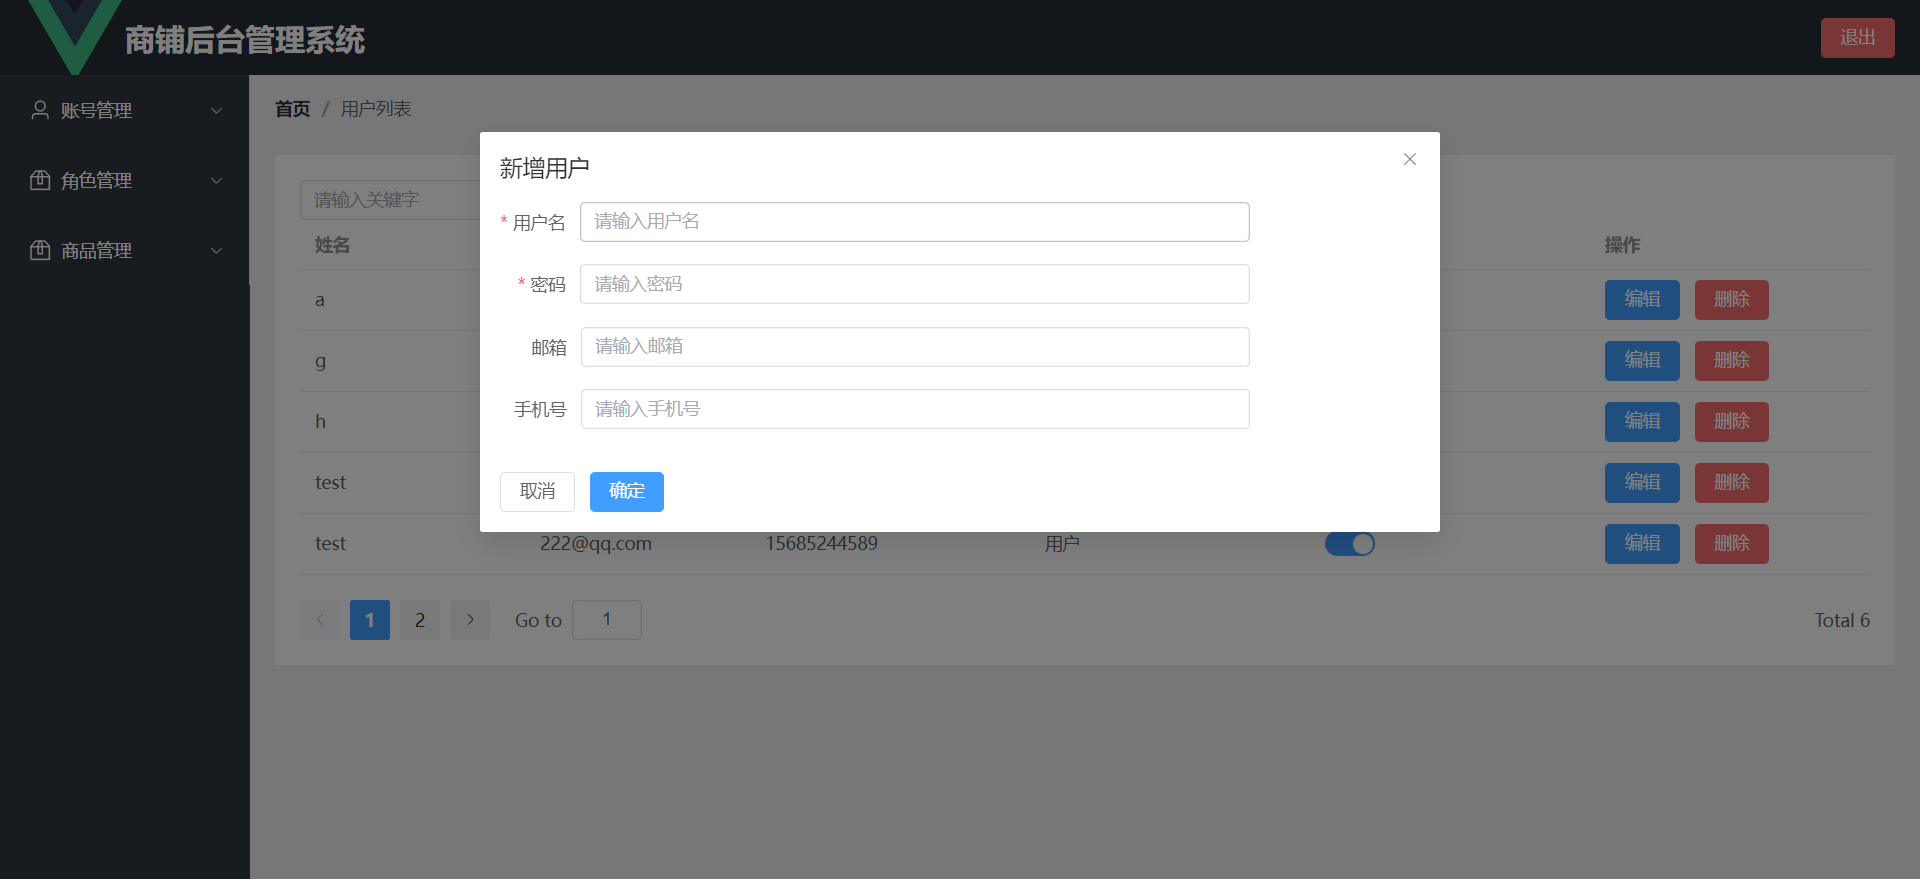 商铺后台管理系统
退出
账号管理
角色管理
商品管理
首页 / 用户列表
请输入关键字
新增用户
* 用户名 请输入用户名
* 密码 请输入密码
邮箱 请输入邮箱
手机号 请输入手机号
取消 确定
姓名 操作
a 编辑 删除
g 编辑 删除
h 编辑 删除
test 编辑 删除
test 222@qq.com 15685244589 用户 编辑 删除
1 2 Go to 1 Total 6